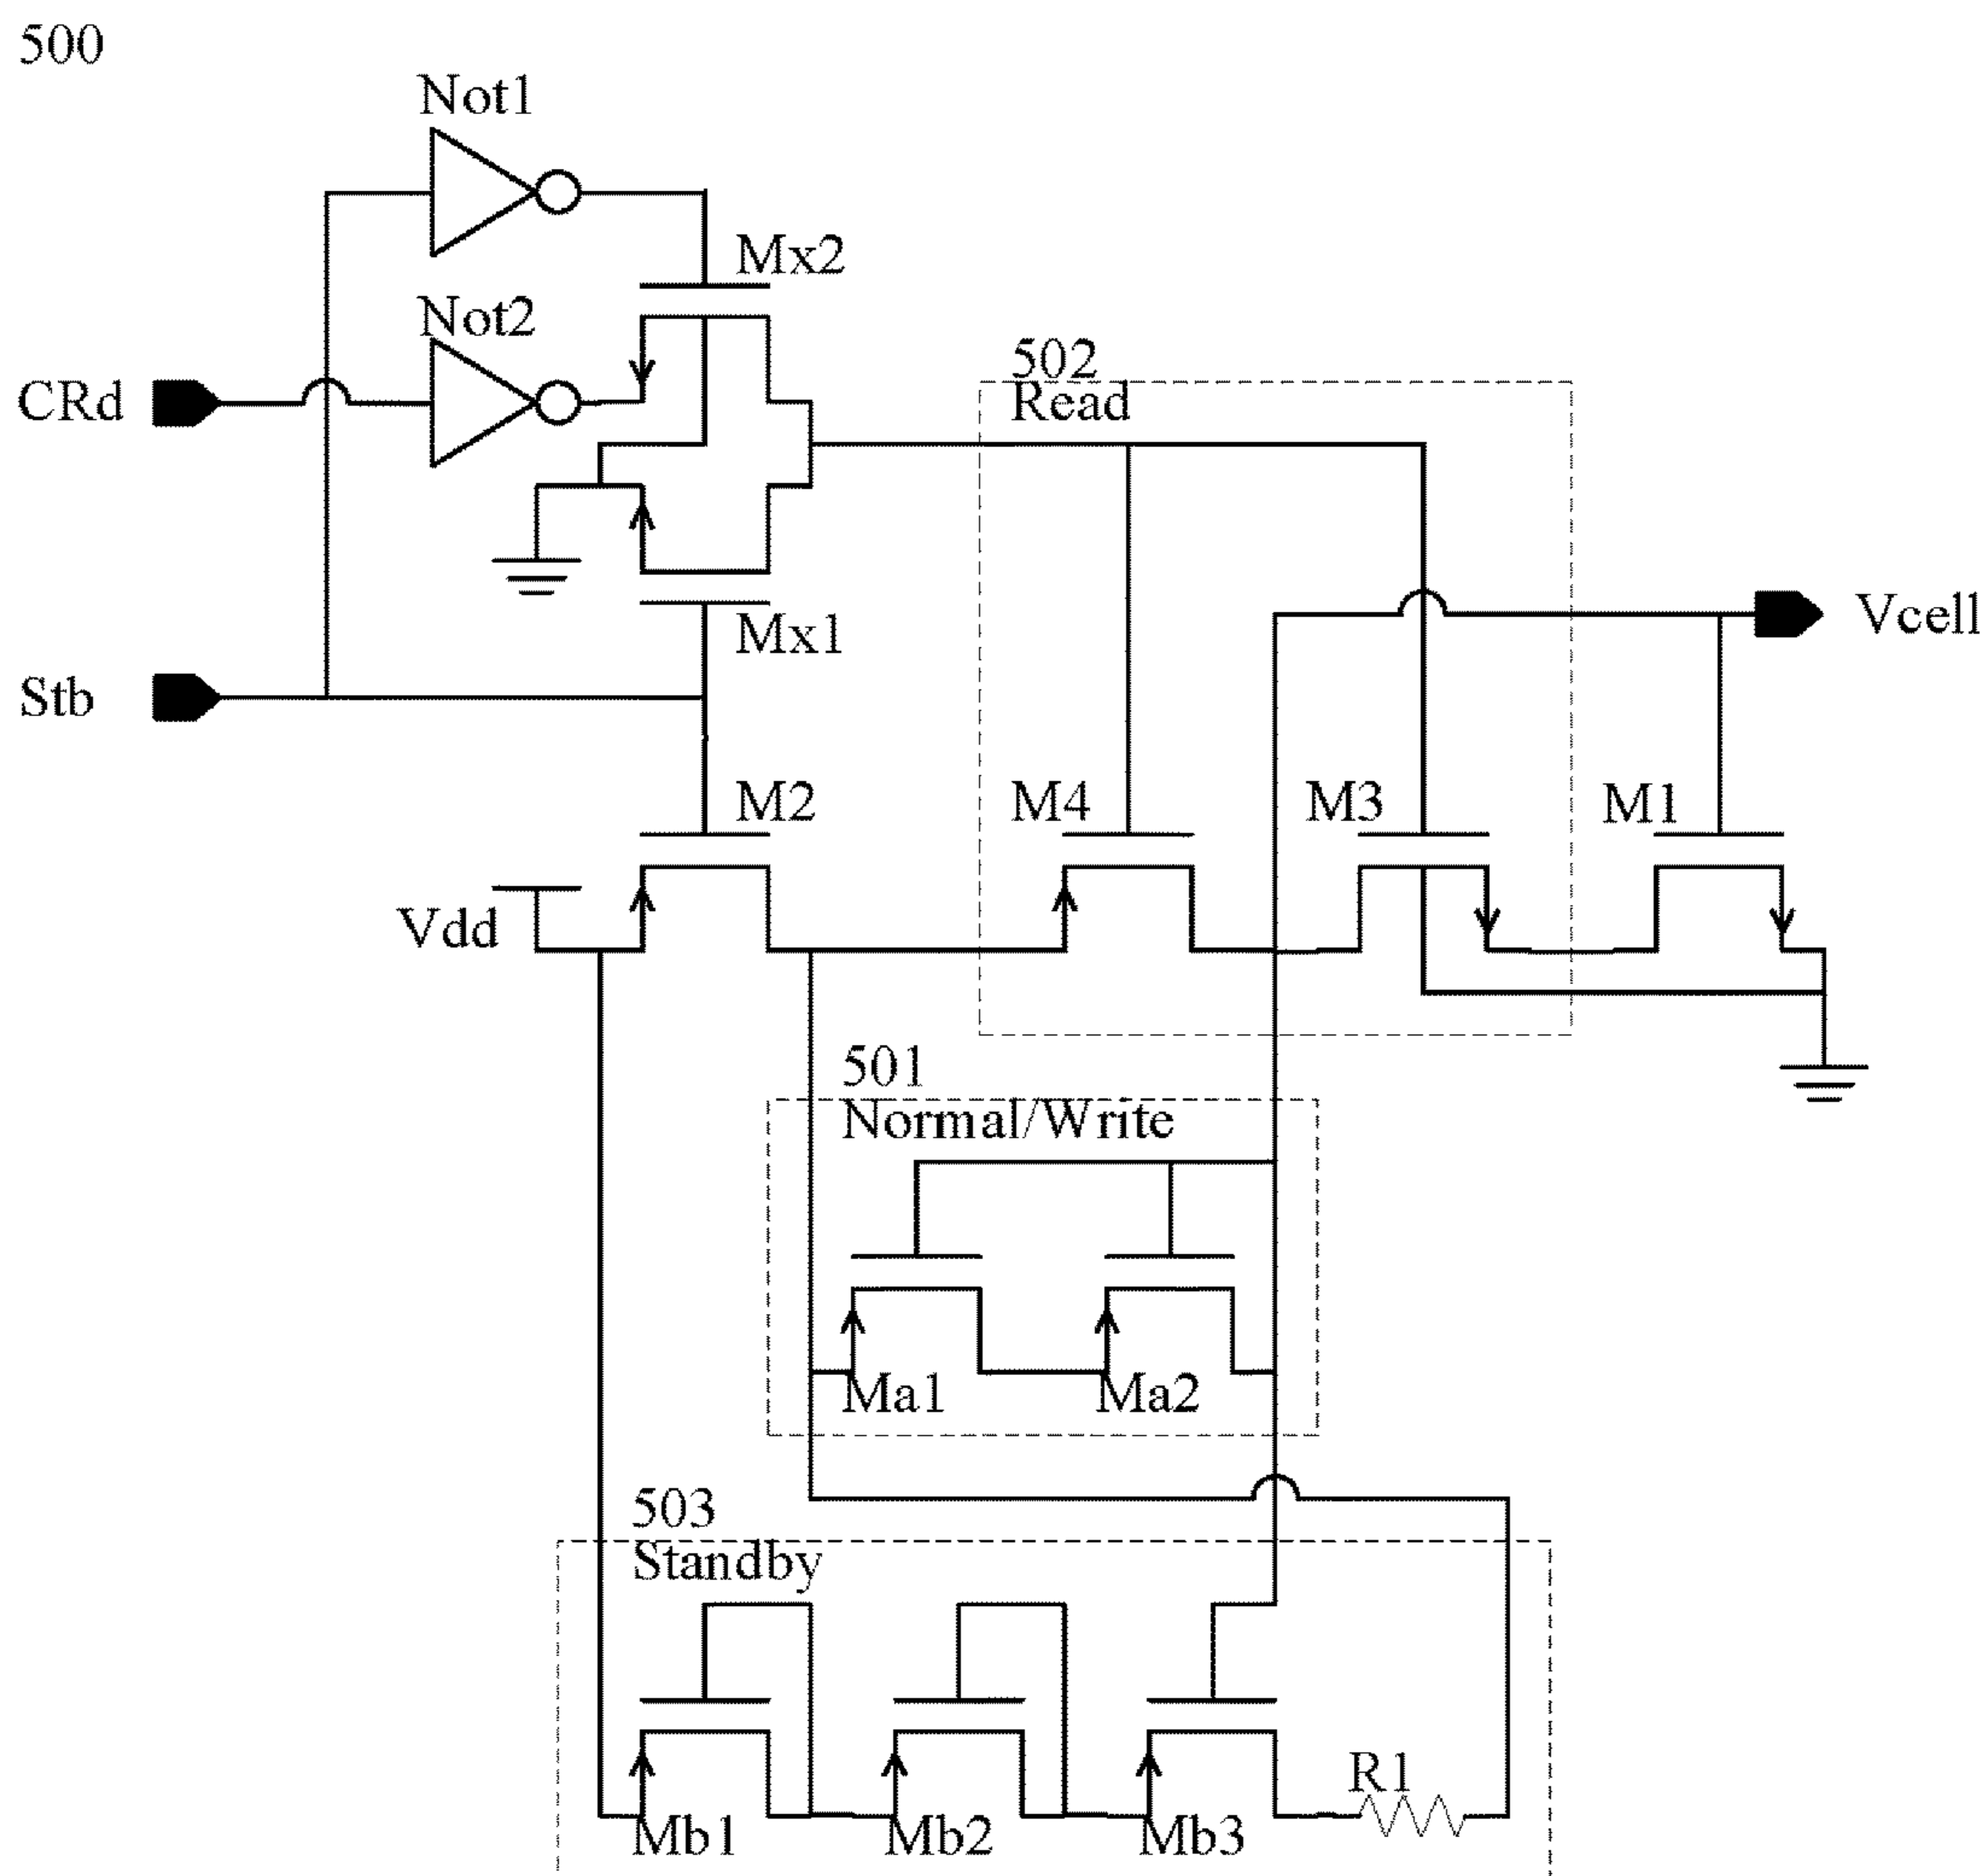 500
Not1
Mx2
Not2
502
CRd
Read
Vcell
Mx1
Stb
M2
M4
M3
M1
Vdd
501
Normal/Write
Ma1
Ma2
503
Standby
R1
Mb1
Mb2
Mb3